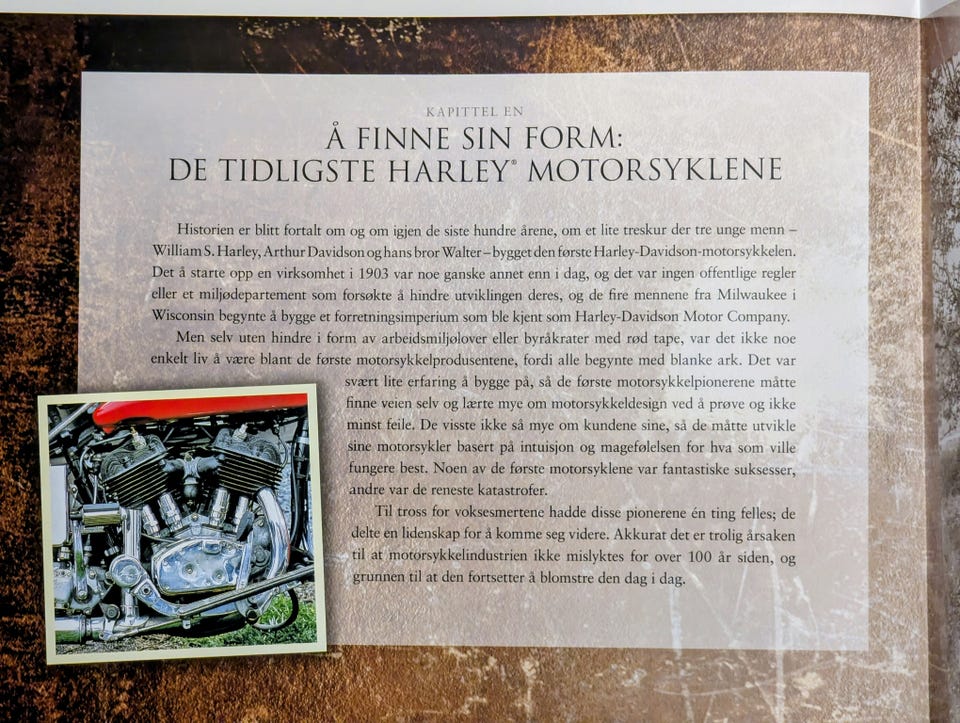 KAPITTEL EN
Å FINNE SIN FORM:
DE TIDLIGSTE HARLEY® MOTORSYKLENE
Historien er blitt fortalt om og om igjen de siste hundre årene, om et lite treskur der tre unge menn –
William S. Harley, Arthur Davidson og hans bror Walter – bygget den første Harley-Davidson-motorsykkelen.
Det å starte opp en virksomhet i 1903 var noe ganske annet enn i dag, og det var ingen offentlige regler
eller et miljødepartement som forsøkte å hindre utviklingen deres, og de fire mennene fra Milwaukee i
Wisconsin begynte å bygge et forretningsimperium som ble kjent som Harley-Davidson Motor Company.
Men selv uten hindre i form av arbeidsmiljølover eller byråkrater med rød tape, var det ikke noe
enkelt liv å være blant de første motorsykkelprodusentene, fordi alle begynte med blanke ark. Det var
svært lite erfaring å bygge på, så de første motorsykkelpionerene måtte
finne veien selv og lærte mye om motorsykkeldesign ved å prøve og ikke
minst feile. De visste ikke så mye om kundene sine, så de måtte utvikle
sine motorsykler basert på intuisjon og magefølelsen for hva som ville
fungere best. Noen av de første motorsyklene var fantastiske suksesser,
andre var de reneste katastrofer.
Til tross for voksesmertene hadde disse pionerene én ting felles; de
delte en lidenskap for å komme seg videre. Akkurat det er trolig årsaken
til at motorsykkelindustrien ikke mislyktes for over 100 år siden, og
grunnen til at den fortsetter å blomstre den dag i dag.